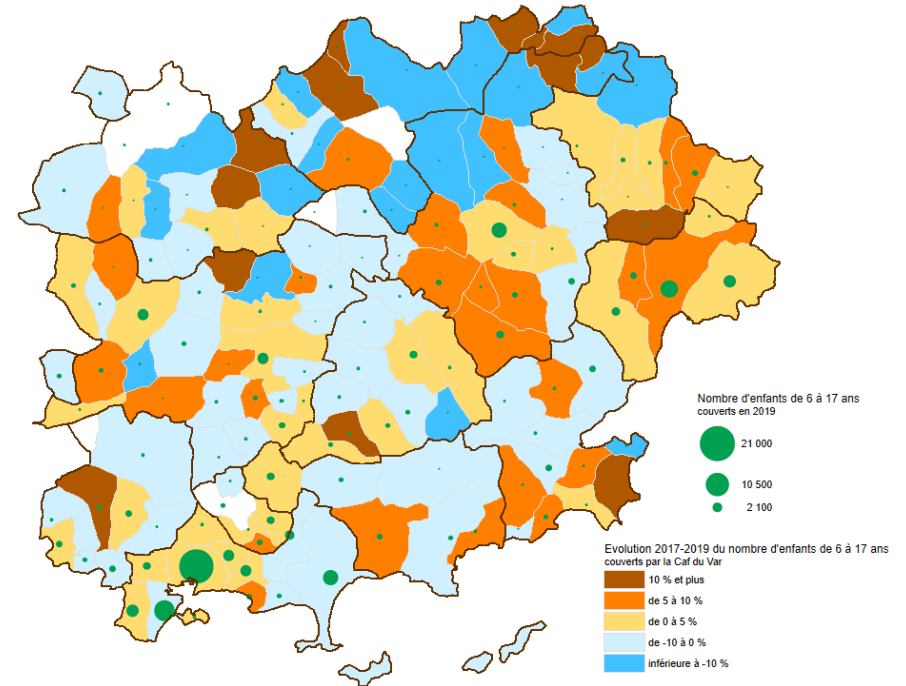 Nombre d'enfants de 6 à 17 ans
couverts en 2019
21 000
10 500
2 100
Evolution 2017-2019 du nombre d'enfants de 6 à 17 ans
couverts par la Caf du Var
10 % et plus
de 5 à 10 %
de 0 à 5 %
de -10 à 0 %
inférieure à -10 %